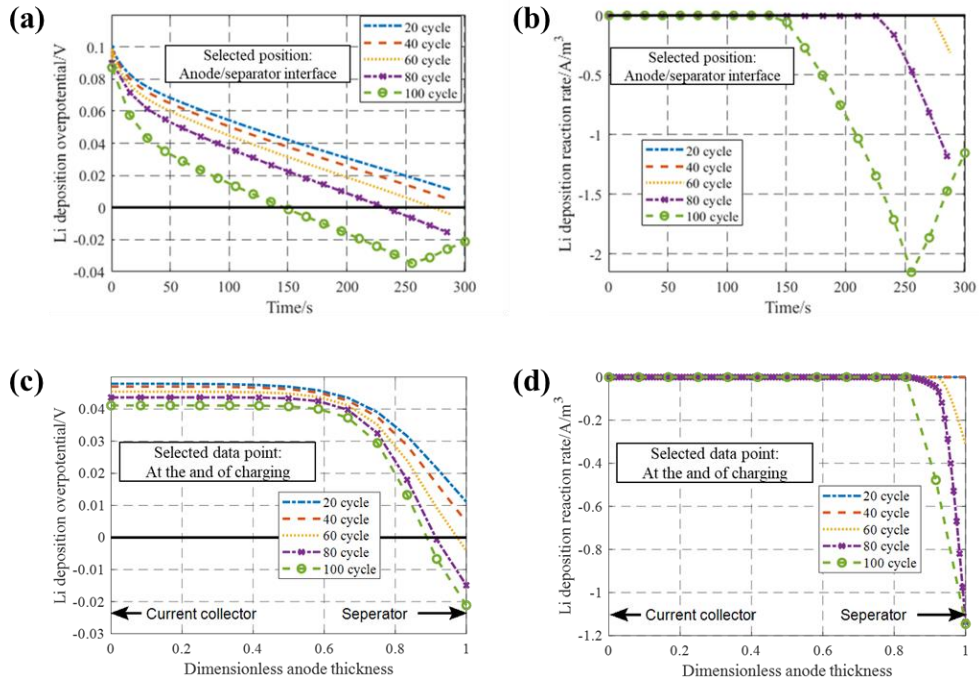 (a)
0.1
0.08
0.06
0.04
0.02
0
-0.02
-0.04
Li deposition overpotential/V
Selected position:
Anode/separator interface
20 cycle
40 cycle
60 cycle
80 cycle
100 cycle
0 50 100 150 200 250 300
Time/s
(b)
0
-0.5
-1
-1.5
-2
Li deposition reaction rate/A/m³
Selected position:
Anode/separator interface
20 cycle
40 cycle
60 cycle
80 cycle
100 cycle
0 50 100 150 200 250 300
Time/s
(c)
0.04
0.03
0.02
0.01
0
-0.01
-0.02
-0.03
Li deposition overpotential/V
Selected data point:
At the and of charging
20 cycle
40 cycle
60 cycle
80 cycle
100 cycle
Current collector
Seperator
0 0.2 0.4 0.6 0.8 1
Dimensionless anode thickness
(d)
0
-0.2
-0.4
-0.6
-0.8
-1
-1.2
Li deposition reaction rate/A/m³
Selected data point:
At the and of charging
20 cycle
40 cycle
60 cycle
80 cycle
100 cycle
Current collector
Seperator
0 0.2 0.4 0.6 0.8 1
Dimensionless anode thickness